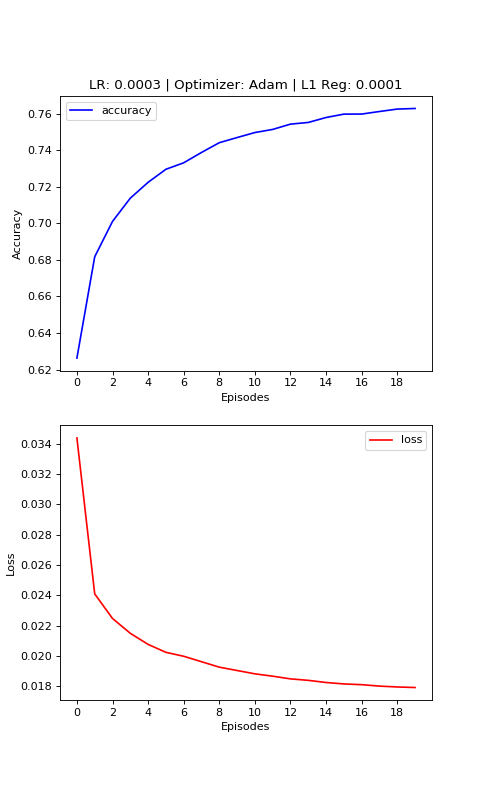 LR: 0.0003 | Optimizer: Adam | L1 Reg: 0.0001
accuracy
0.76
0.74
0.72
0.70
0.68
0.66
0.64
0.62
Accuracy
0 2 4 6 8 10 12 14 16 18
Episodes
loss
0.034
0.032
0.030
0.028
0.026
0.024
0.022
0.020
0.018
Loss
0 2 4 6 8 10 12 14 16 18
Episodes